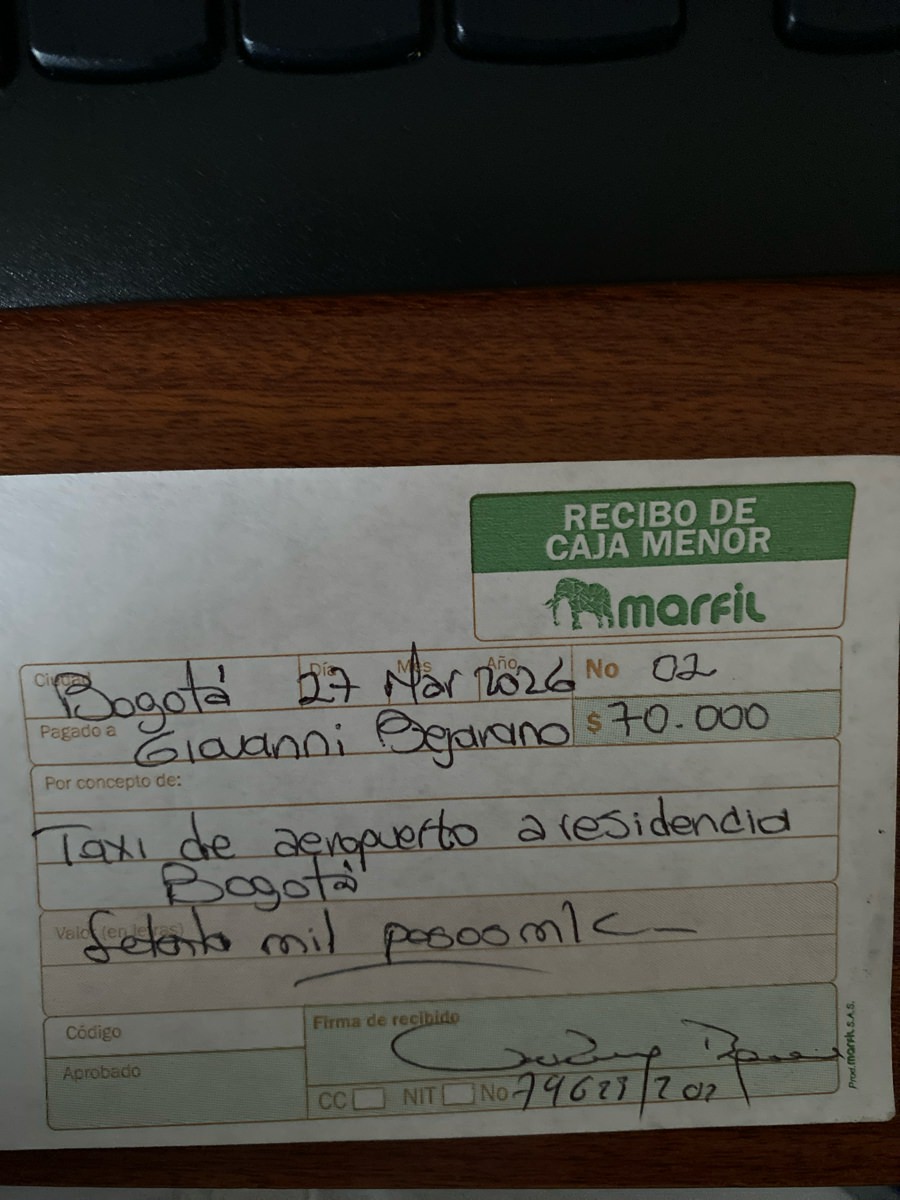 RECIBO DE
CAJA MENOR
marfil
Ciudad Bogotá Día 27 Mes Mar Año 2026 No 02
Pagado a Giovanni Bejarano $ 70.000
Por concepto de:
Taxi de aeropuerto a residencia
Bogotá
Valor (en letras) Setenta mil pesos m/c
Código
Firma de recibido
Aprobado
CC NIT No
Prod. marfil S.A.S.